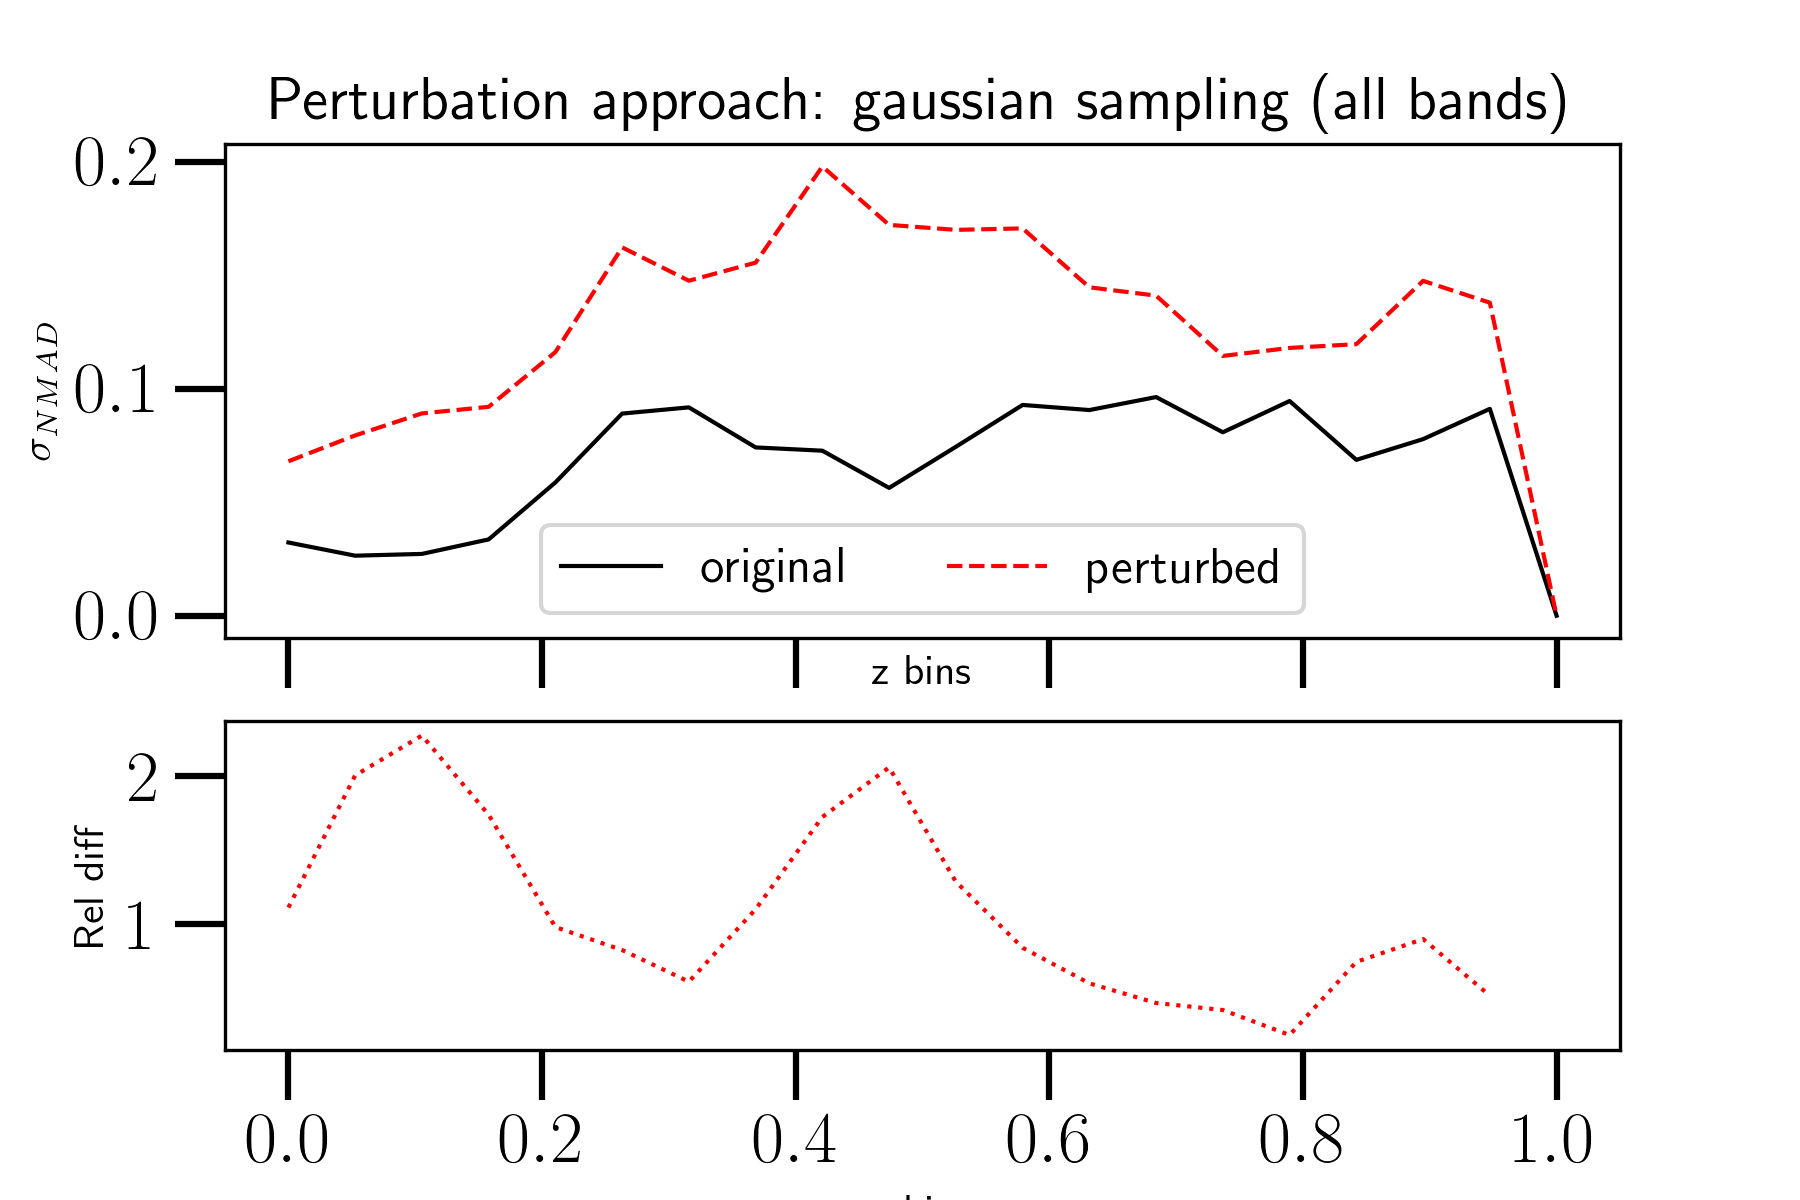 Perturbation approach: gaussian sampling (all bands)
0.2
0.1
0.0
σNMAD
original perturbed
z bins
2
1
Rel diff
0.0 0.2 0.4 0.6 0.8 1.0